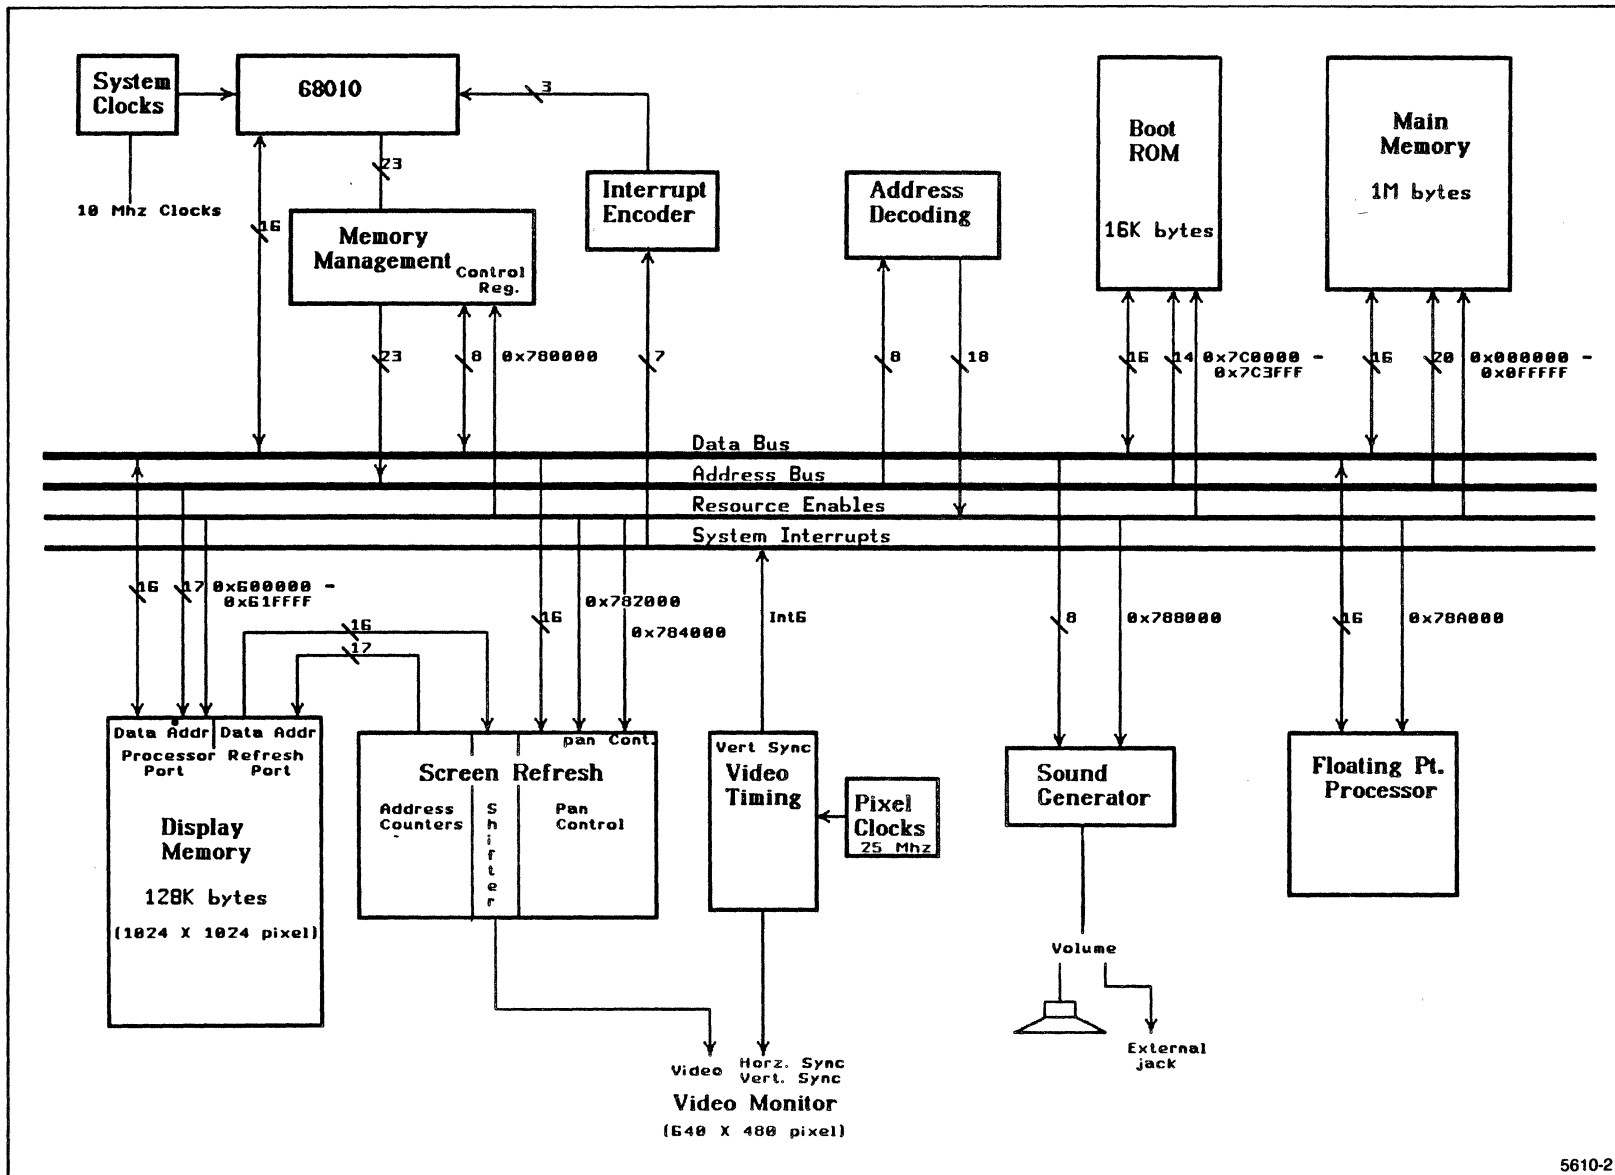 System
Clocks
68010
3
Boot
ROM
16K bytes
Main
Memory
1M bytes
10 Mhz Clocks
16
23
Interrupt
Encoder
Address
Decoding
Memory
Management
Control
Reg.
23
8
0x780000
7
8
18
16
14
0x7C0000 -
0x7C3FFF
16
20
0x000000 -
0x0FFFFF
Data Bus
Address Bus
Resource Enables
System Interrupts
16
17
0x600000 -
0x61FFFF
16
17
16
0x782000
0x784000
Int6
8
0x788000
16
0x78A000
Data Addr
Processor
Port
Data Addr
Refresh
Port
Display
Memory
128K bytes
(1024 X 1024 pixel)
pan Cont.
Screen Refresh
Address
Counters
Shifter
Pan
Control
Vert Sync
Video
Timing
Pixel
Clocks
25 Mhz
Sound
Generator
Floating Pt.
Processor
Volume
External
jack
Video
Horz. Sync
Vert. Sync
Video Monitor
(640 X 480 pixel)
5610-2